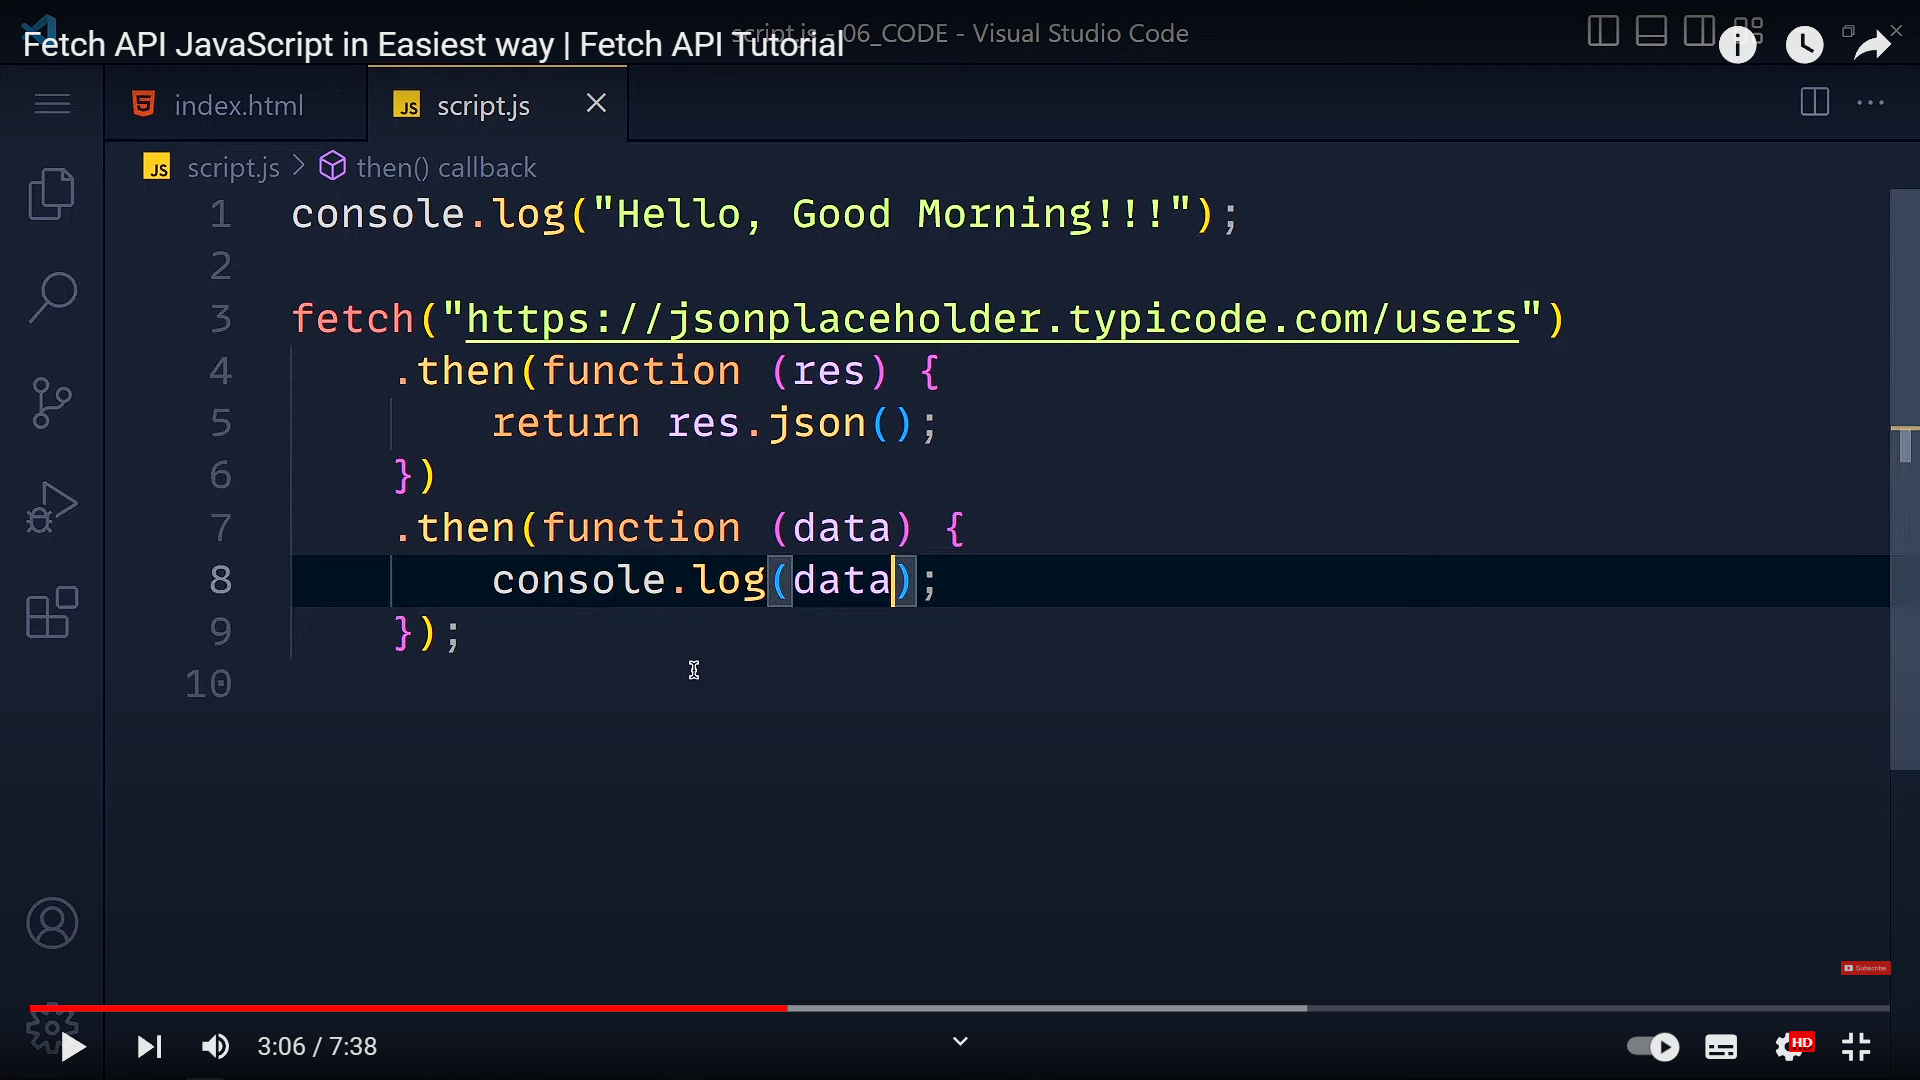 Fetch API JavaScript in Easiest way | Fetch API Tutorial
script.js - 06_CODE - Visual Studio Code
index.html
JS script.js
JS script.js > then() callback
1 console.log("Hello, Good Morning!!!");
2
3 fetch("https://jsonplaceholder.typicode.com/users")
4 .then(function (res) {
5 return res.json();
6 })
7 .then(function (data) {
8 console.log(data);
9 });
10
Subscribe
3:06 / 7:38
HD